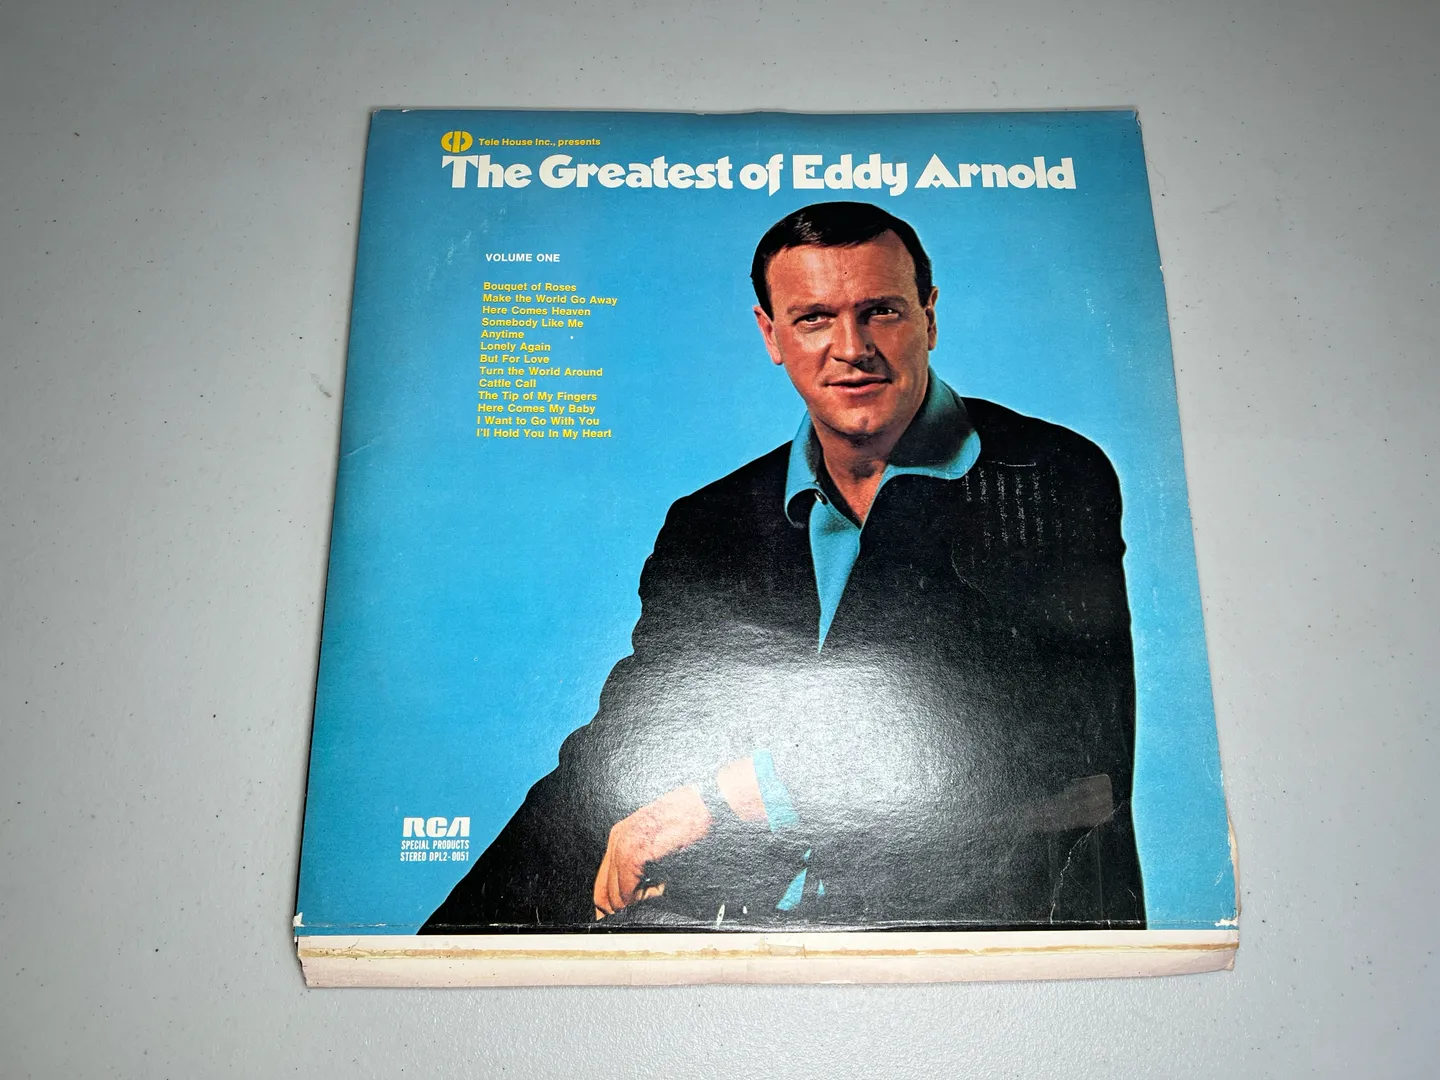 Tele House Inc., presents
The Greatest of Eddy Arnold
VOLUME ONE
Bouquet of Roses
Make the World Go Away
Here Comes Heaven
Somebody Like Me
Anytime
Lonely Again
But For Love
Turn the World Around
Cattle Call
The Tip of My Fingers
Here Comes My Baby
I Want to Go With You
I'll Hold You In My Heart
RCA
SPECIAL PRODUCTS
STEREO DPL2-0051